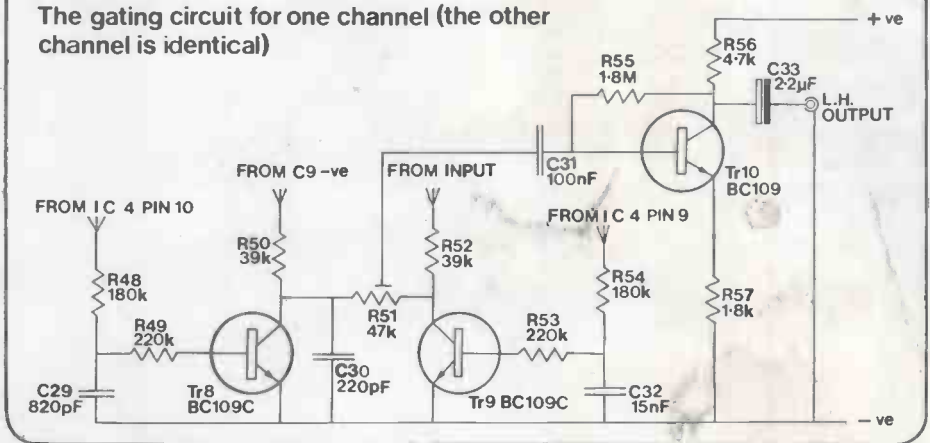 The gating circuit for one channel (the other
channel is identical)
+ve
R56
4·7k
C33
2·2µF
L.H.
OUTPUT
R55
1·8M
C31
100nF
Tr10
BC109
FROM C9 -ve
FROM INPUT
FROM IC 4 PIN 10
FROM IC 4 PIN 9
R50
39k
R52
39k
R48
180k
R54
180k
R57
1·8k
R49
220k
R51
47k
R53
220k
C29
820pF
Tr8
BC109C
C30
220pF
Tr9 BC109C
C32
15nF
-ve